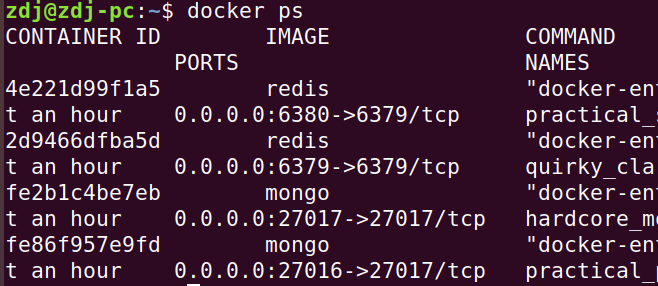 zdj@zdj-pc:~$ docker ps
CONTAINER ID IMAGE COMMAND
PORTS NAMES
4e221d99f1a5 redis "docker-ent
t an hour 0.0.0.0:6380->6379/tcp practical_
2d9466dfba5d redis "docker-ent
t an hour 0.0.0.0:6379->6379/tcp quirky_cla
fe2b1c4be7eb mongo "docker-ent
t an hour 0.0.0.0:27017->27017/tcp hardcore_m
fe86f957e9fd mongo "docker-ent
t an hour 0.0.0.0:27016->27017/tcp practical_